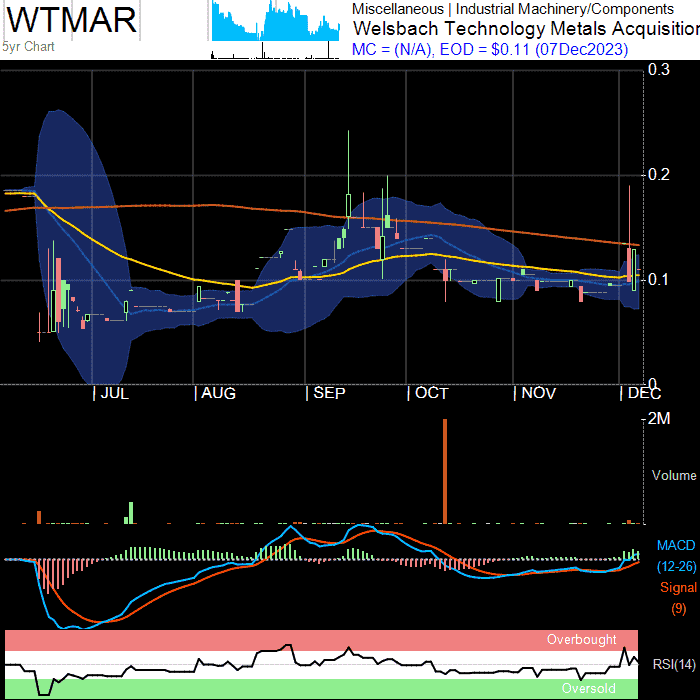 WTMAR
5yr Chart
Miscellaneous | Industrial Machinery/Components
Welsbach Technology Metals Acquisition
MC = (N/A), EOD = $0.11 (07Dec2023)
0.3
0.2
0.1
0
JUL AUG SEP OCT NOV DEC
2M
Volume
MACD
(12-26)
Signal
(9)
Overbought
RSI(14)
Oversold